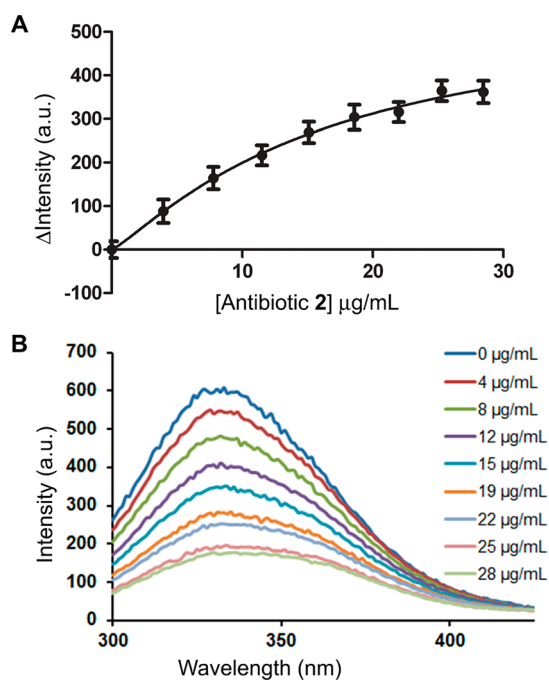 A
500
400
300
200
100
0
-100
ΔIntensity (a.u.)
10
20
30
[Antibiotic 2] µg/mL
B
700
600
500
400
300
200
100
0
Intensity (a.u.)
300
350
400
Wavelength (nm)
0 µg/mL
4 µg/mL
8 µg/mL
12 µg/mL
15 µg/mL
19 µg/mL
22 µg/mL
25 µg/mL
28 µg/mL